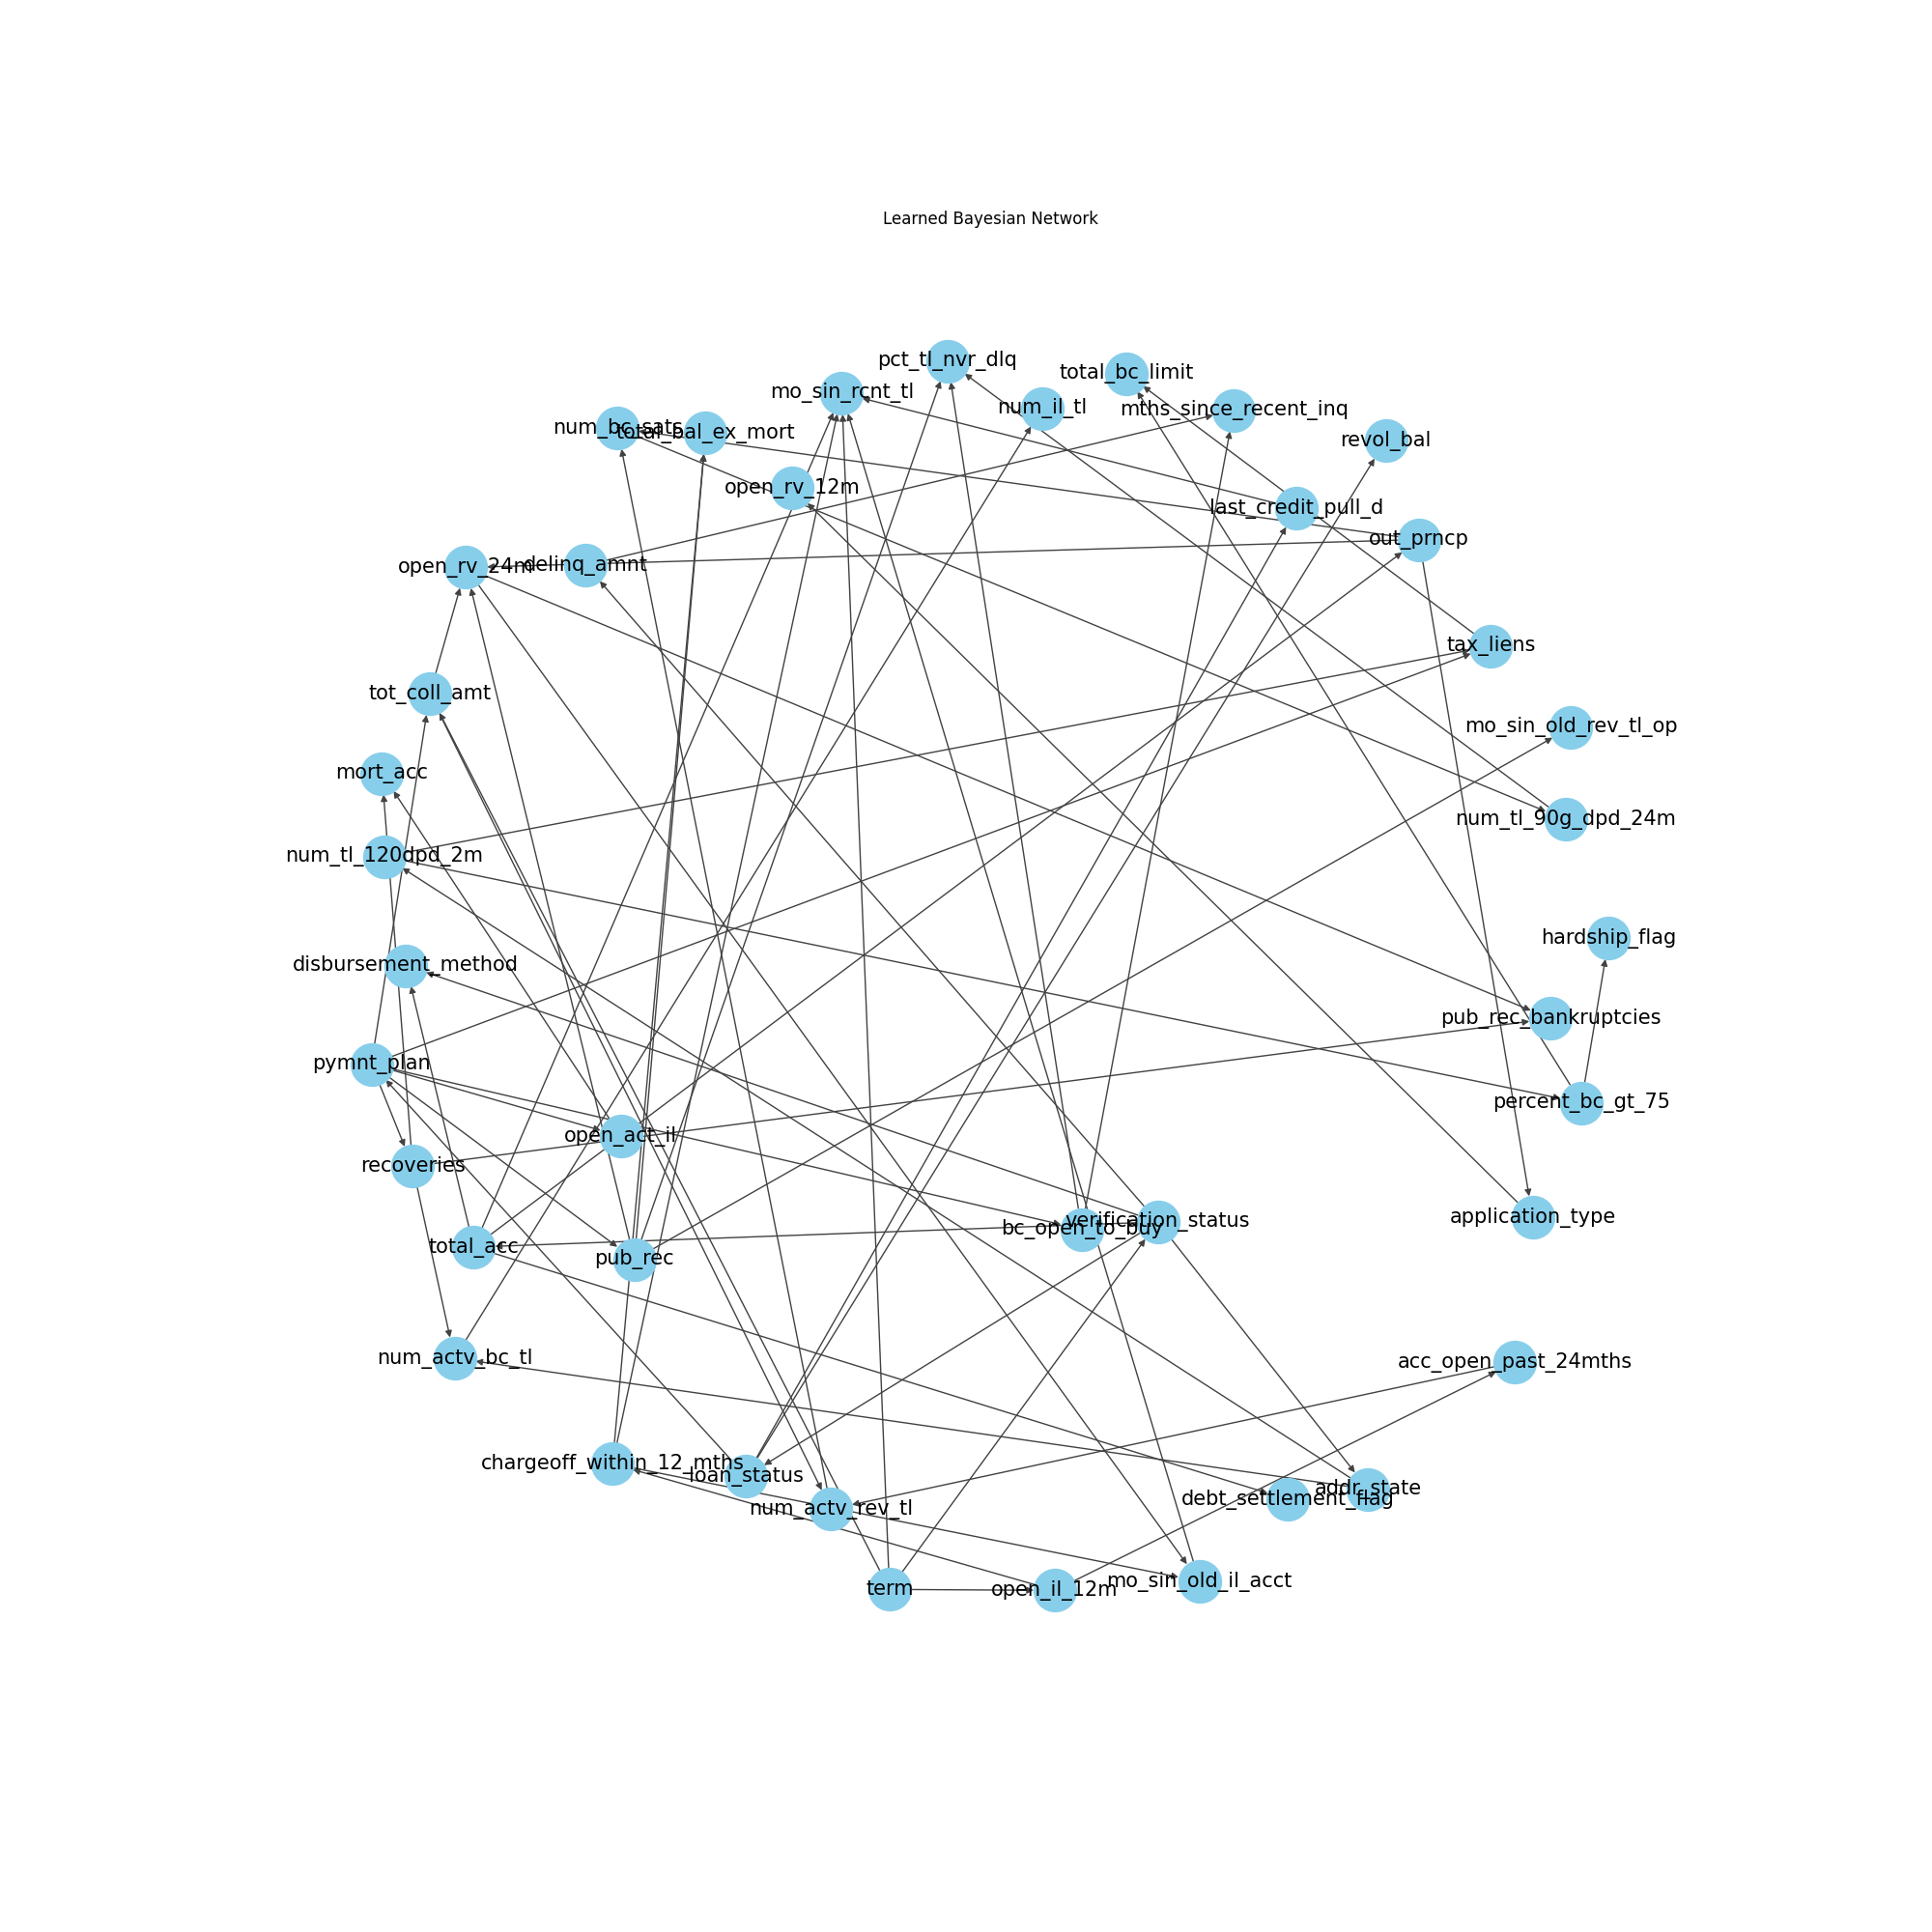 Learned Bayesian Network
pct_tl_nvr_dlq
total_bc_limit
mo_sin_rcnt_tl
num_il_tl
mths_since_recent_inq
num_bc_sats
total_bal_ex_mort
revol_bal
open_rv_12m
last_credit_pull_d
out_prncp
open_rv_24m
delinq_amnt
tax_liens
tot_coll_amt
mo_sin_old_rev_tl_op
mort_acc
num_tl_90g_dpd_24m
num_tl_120dpd_2m
hardship_flag
disbursement_method
pub_rec_bankruptcies
pymnt_plan
percent_bc_gt_75
open_act_il
recoveries
application_type
verification_status
bc_open_to_buy
total_acc
pub_rec
num_actv_bc_tl
acc_open_past_24mths
chargeoff_within_12_mths
loan_status
addr_state
debt_settlement_flag
num_actv_rev_tl
term
open_il_12m
mo_sin_old_il_acct